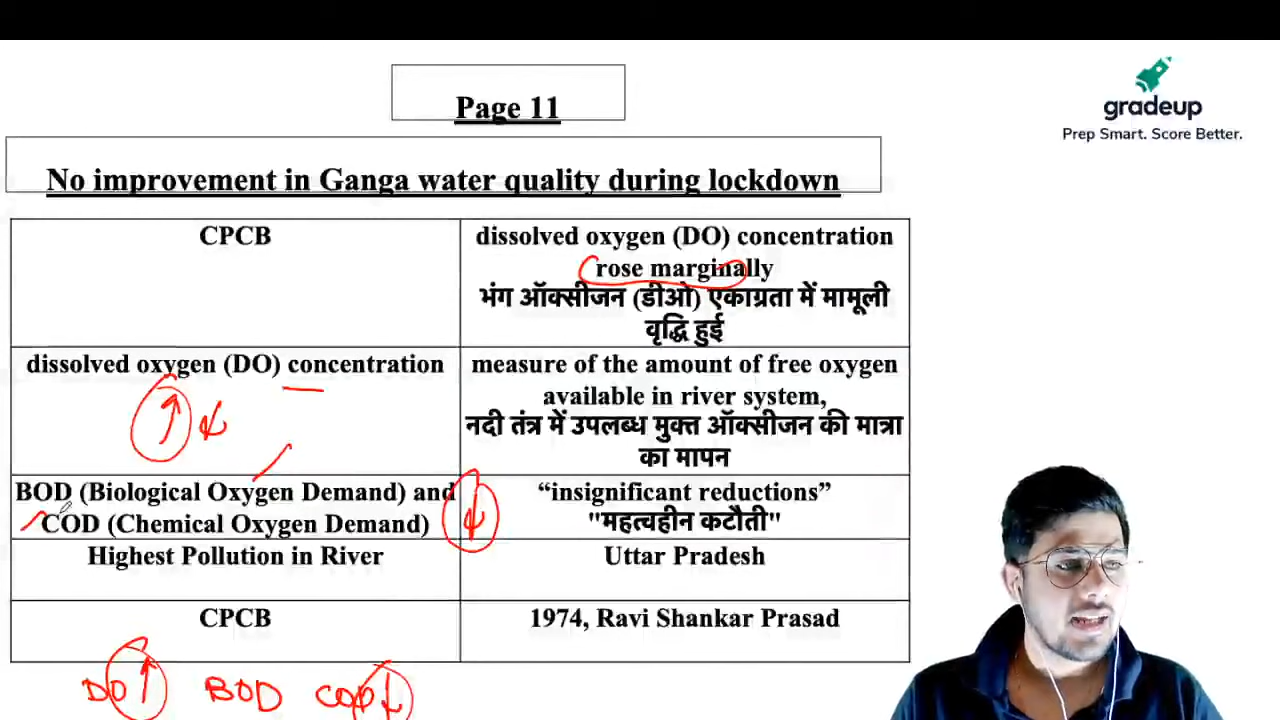 gradeup
Prep Smart. Score Better.
Page 11
No improvement in Ganga water quality during lockdown
CPCB
dissolved oxygen (DO) concentration
rose marginally
भंग ऑक्सीजन (डीओ) एकाग्रता में मामूली
वृद्धि हुई
dissolved oxygen (DO) concentration
measure of the amount of free oxygen
available in river system,
नदी तंत्र में उपलब्ध मुक्त ऑक्सीजन की मात्रा
का मापन
BOD (Biological Oxygen Demand) and
COD (Chemical Oxygen Demand)
“insignificant reductions”
"महत्वहीन कटौती"
Highest Pollution in River
Uttar Pradesh
CPCB
1974, Ravi Shankar Prasad
DO↑ BOD COD↓